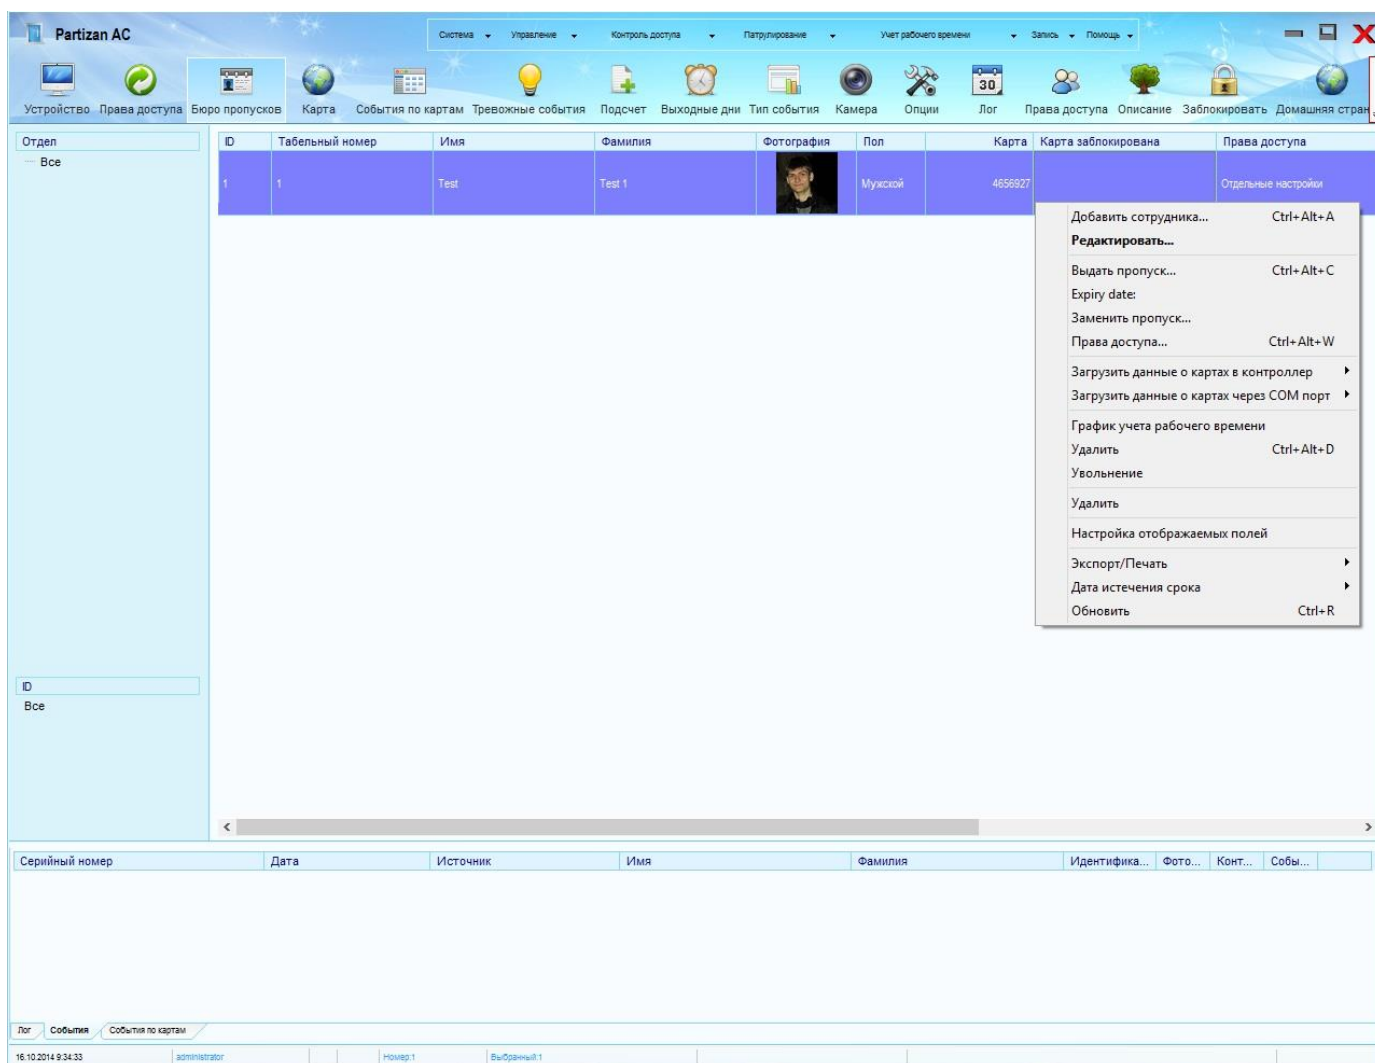 Partizan AC
Система Управление Контроль доступа Патрулирование Учет рабочего времени Запись Помощь
30
Устройство Права доступа Бюро пропусков Карта События по картам Тревожные события Подсчет Выходные дни Тип события Камера Опции Лог Права доступа Описание Заблокировать Домашняя стран
Отдел ID Табельный номер Имя Фамилия Фотография Пол Карта Карта заблокирована Права доступа
Все
1 1 Test Test 1 Мужской 4656927 Отдельные настройки
Добавить сотрудника... Ctrl+Alt+A
Редактировать...
Выдать пропуск... Ctrl+Alt+C
Expiry date:
Заменить пропуск...
Права доступа... Ctrl+Alt+W
Загрузить данные о картах в контроллер
Загрузить данные о картах через COM порт
График учета рабочего времени
Удалить Ctrl+Alt+D
Увольнение
Удалить
Настройка отображаемых полей
Экспорт/Печать
Дата истечения срока
Обновить Ctrl+R
ID
Все
Серийный номер Дата Источник Имя Фамилия Идентифика... Фото... Конт... Собы...
Лог События События по картам
16.10.2014 9:34:33 administrator Номер:1 Выбранный:1